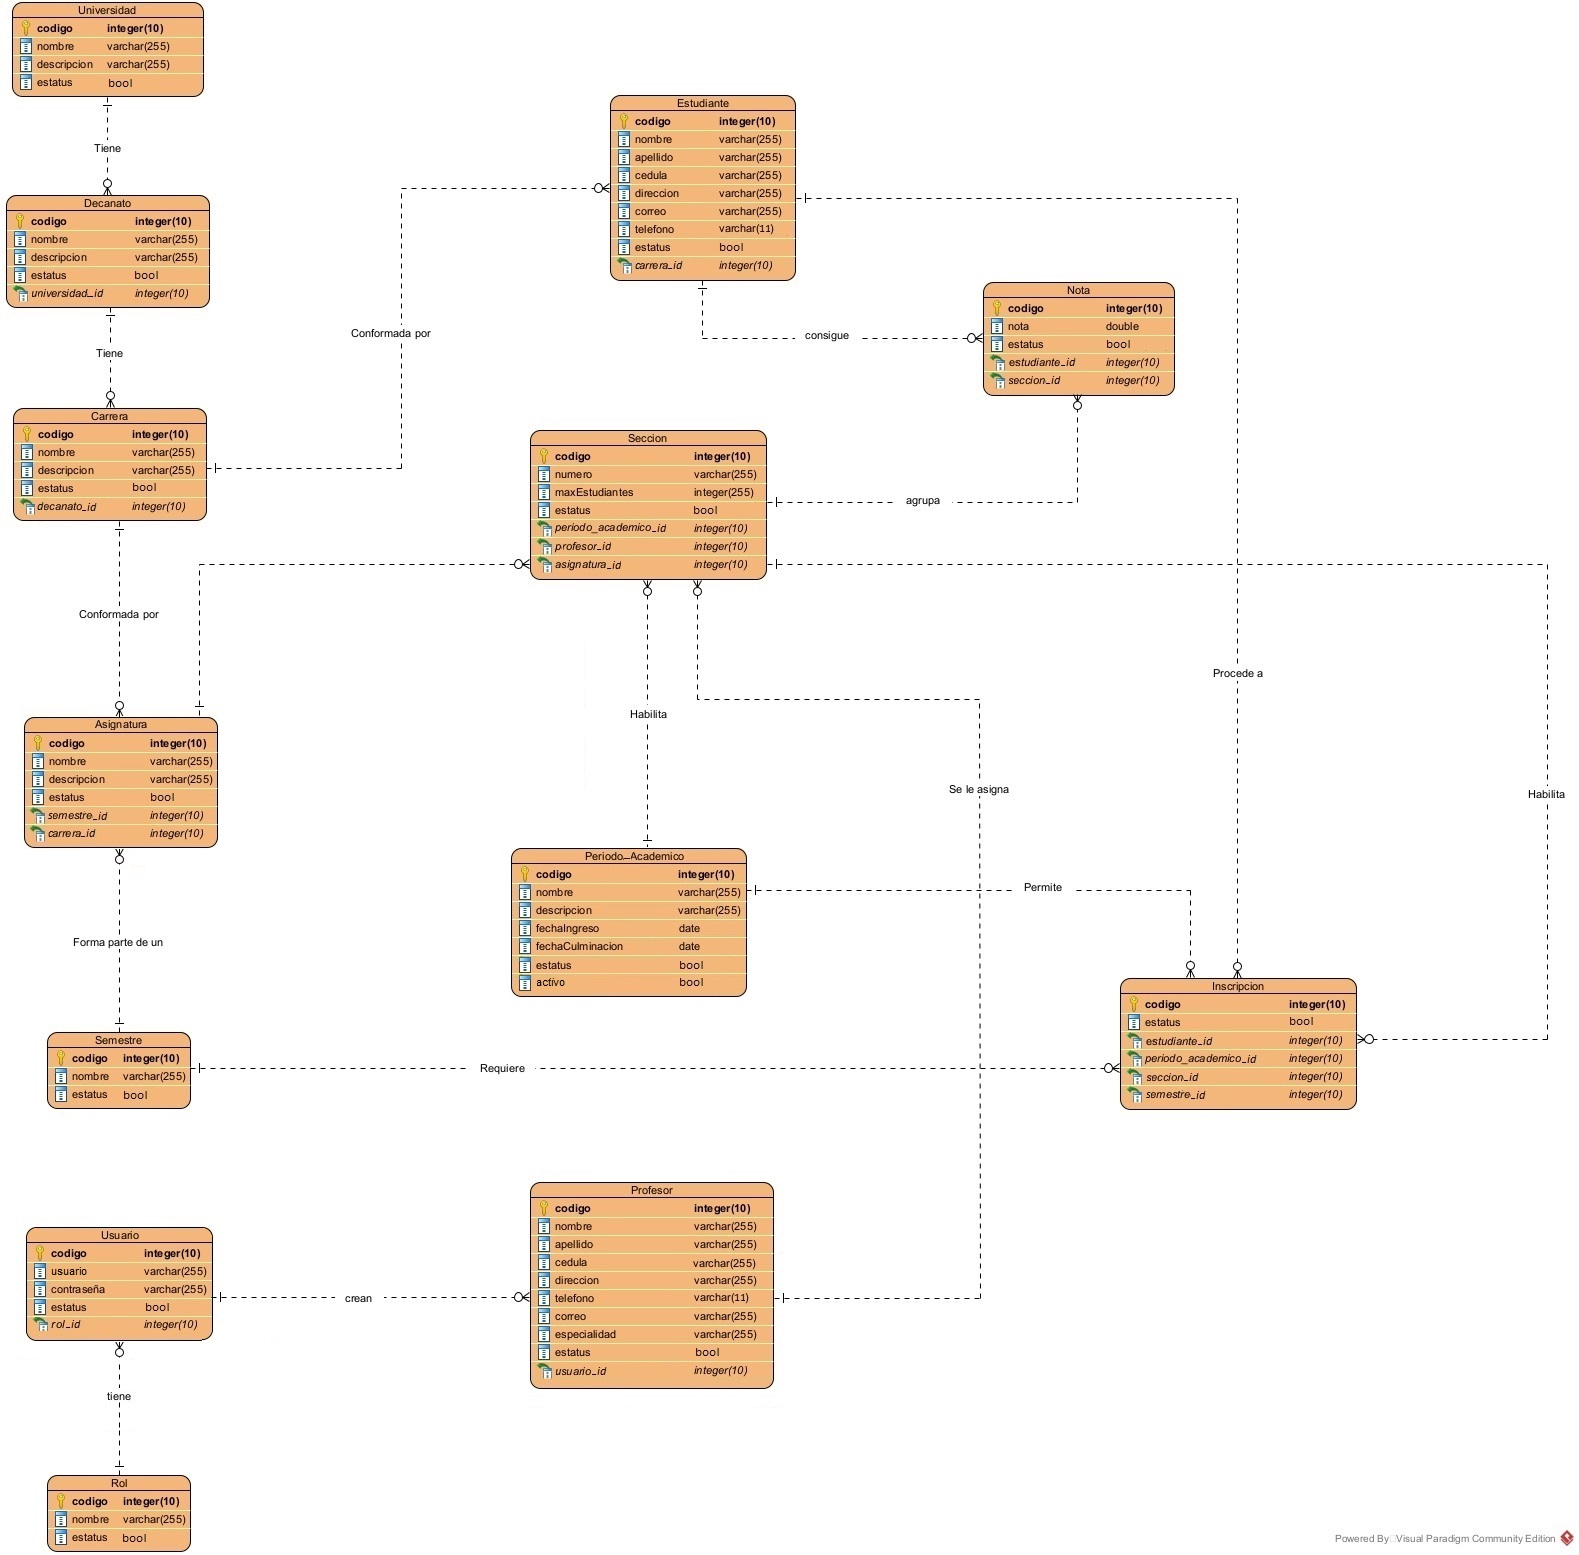 Universidad
codigo integer(10)
nombre varchar(255)
descripcion varchar(255)
estatus bool
Tiene
Decanato
codigo integer(10)
nombre varchar(255)
descripcion varchar(255)
estatus bool
universidad_id integer(10)
Tiene
Carrera
codigo integer(10)
nombre varchar(255)
descripcion varchar(255)
estatus bool
decanato_id integer(10)
Conformada por
Estudiante
codigo integer(10)
nombre varchar(255)
apellido varchar(255)
cedula varchar(255)
direccion varchar(255)
correo varchar(255)
telefono varchar(11)
estatus bool
carrera_id integer(10)
consigue
Nota
codigo integer(10)
nota double
estatus bool
estudiante_id integer(10)
seccion_id integer(10)
Seccion
codigo integer(10)
numero varchar(255)
maxEstudiantes integer(255)
estatus bool
periodo_academico_id integer(10)
profesor_id integer(10)
asignatura_id integer(10)
agrupa
Conformada por
Procede a
Habilita
Se le asigna
Habilita
Asignatura
codigo integer(10)
nombre varchar(255)
descripcion varchar(255)
estatus bool
semestre_id integer(10)
carrera_id integer(10)
Forma parte de un
Periodo_Academico
codigo integer(10)
nombre varchar(255)
descripcion varchar(255)
fechaIngreso date
fechaCulminacion date
estatus bool
activo bool
Permite
Inscripcion
codigo integer(10)
estatus bool
estudiante_id integer(10)
periodo_academico_id integer(10)
seccion_id integer(10)
semestre_id integer(10)
Semestre
codigo integer(10)
nombre varchar(255)
estatus bool
Requiere
Profesor
codigo integer(10)
nombre varchar(255)
apellido varchar(255)
cedula varchar(255)
direccion varchar(255)
telefono varchar(11)
correo varchar(255)
especialidad varchar(255)
estatus bool
usuario_id integer(10)
Usuario
codigo integer(10)
usuario varchar(255)
contraseña varchar(255)
estatus bool
rol_id integer(10)
crean
tiene
Rol
codigo integer(10)
nombre varchar(255)
estatus bool
Powered By Visual Paradigm Community Edition